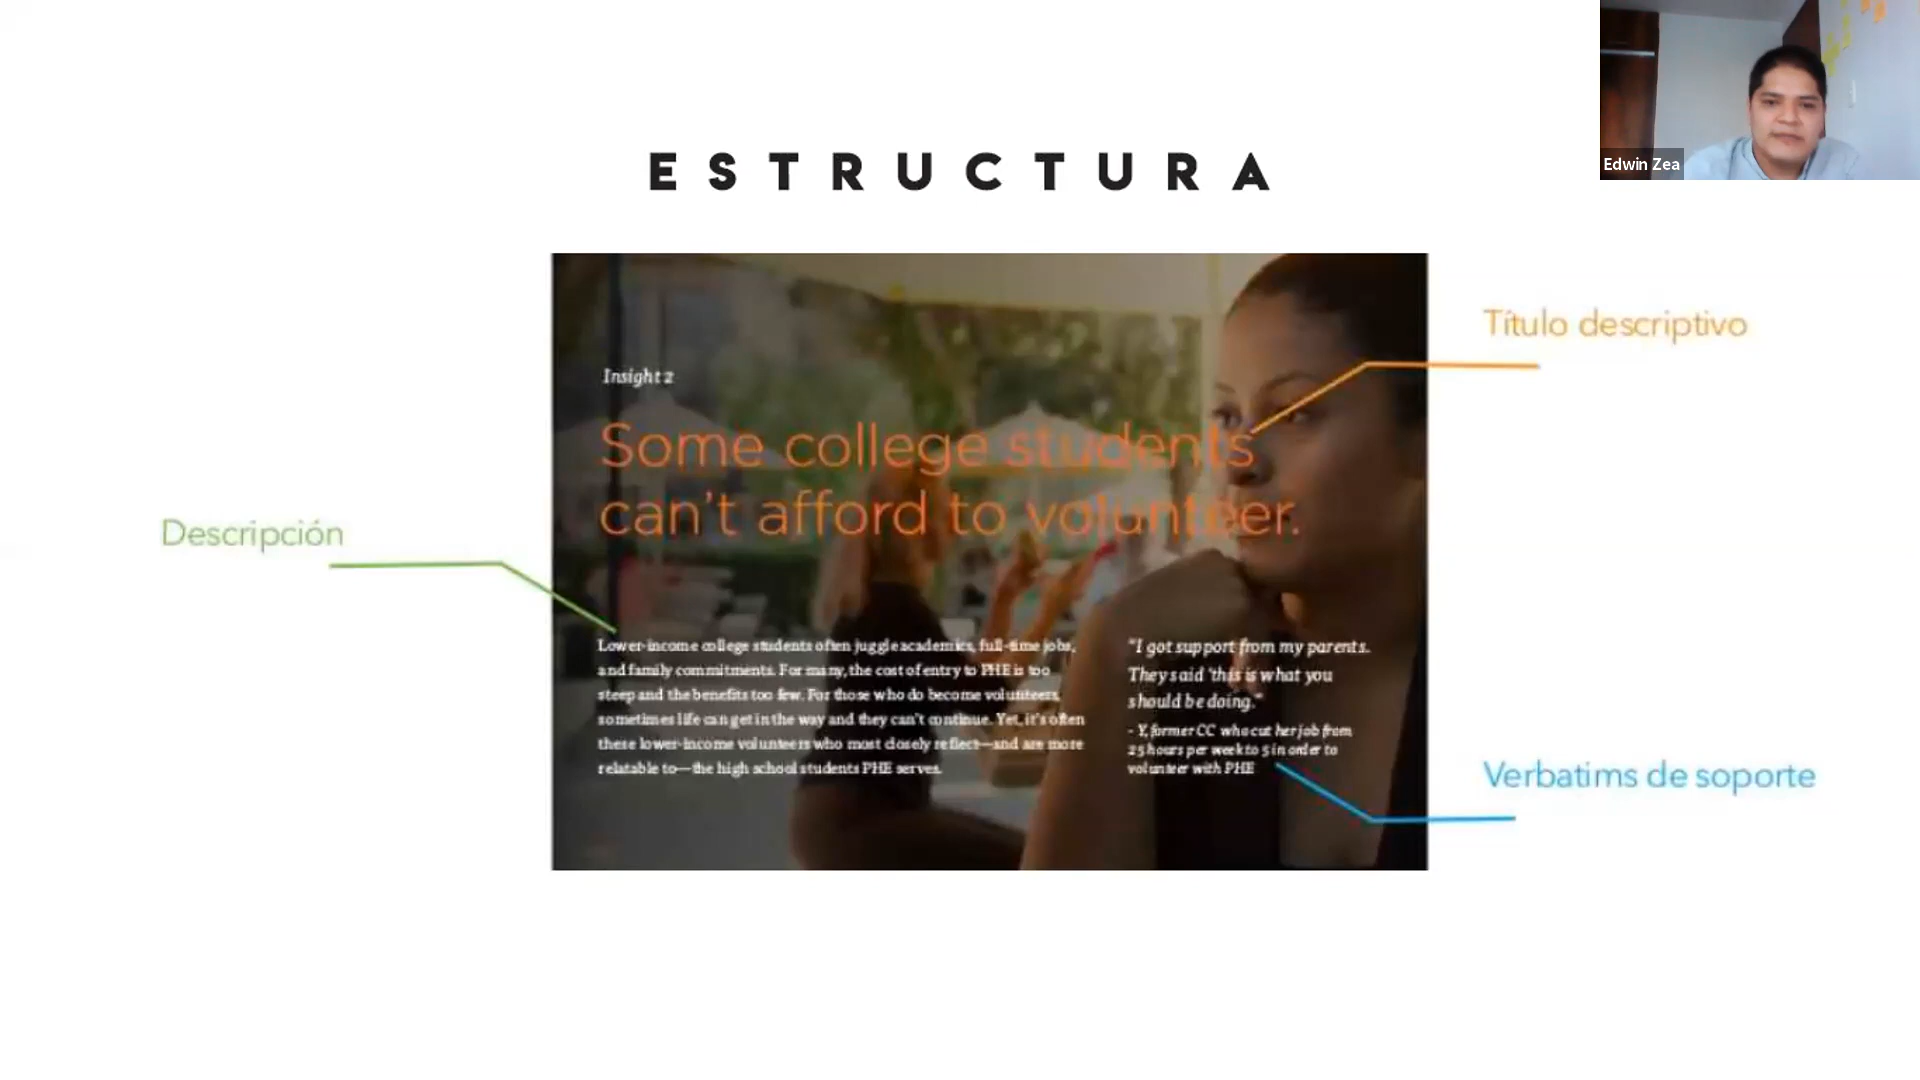 ESTRUCTURA
Edwin Zea
Título descriptivo
Insight 2
Some college students
can't afford to volunteer.
Descripción
Lower-income college students often juggle academics, full-time jobs,
and family commitments. For many, the cost of entry to PHE is too
steep and the benefits too few. For those who do become volunteers,
sometimes life can get in the way and they can't continue. Yet, it's often
these lower-income volunteers who most closely reflect—and are more
relatable to—the high school students PHE serves.
"I got support from my parents.
They said 'this is what you
should be doing."
- Y, former CC who cut her job from
25 hours per week to 5 in order to
volunteer with PHE
Verbatims de soporte